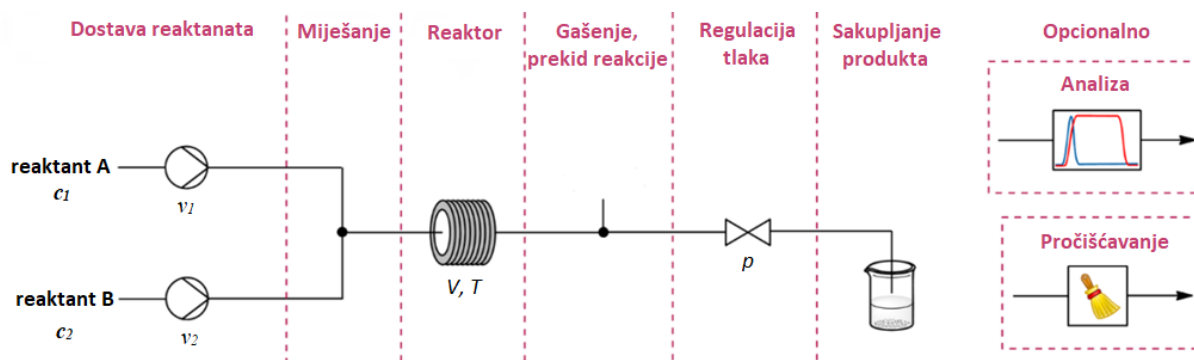 Dostava reaktanata
Miješanje
Reaktor
Gašenje,
prekid reakcije
Regulacija
tlaka
Sakupljanje
produkta
Opcionalno
Analiza
reaktant A
c1
v1
V, T
p
Pročišćavanje
reaktant B
c2
v2